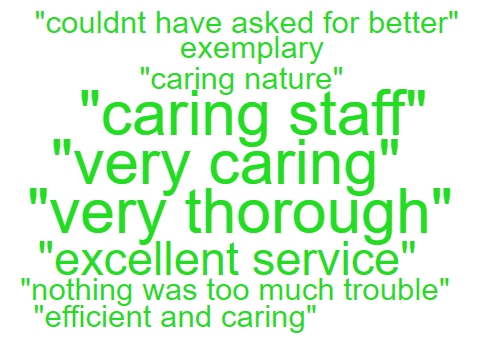 "couldnt have asked for better"
exemplary
"caring nature"
"caring staff"
"very caring"
"very thorough"
"excellent service"
"nothing was too much trouble"
"efficient and caring"